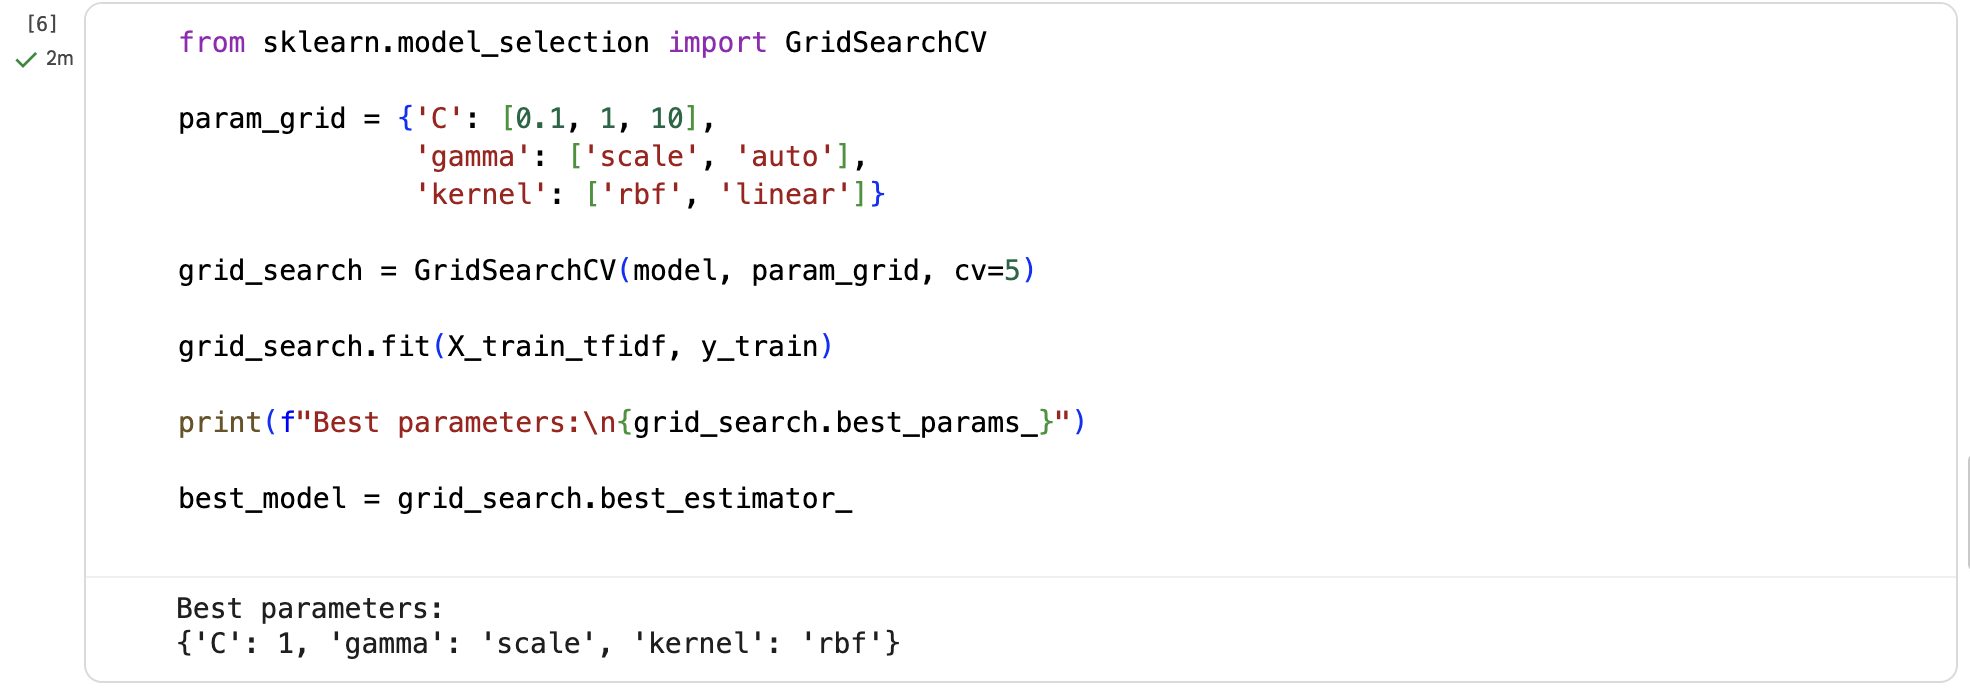 [6]
2m
from sklearn.model_selection import GridSearchCV
param_grid = {'C': [0.1, 1, 10],
'gamma': ['scale', 'auto'],
'kernel': ['rbf', 'linear']}
grid_search = GridSearchCV(model, param_grid, cv=5)
grid_search.fit(X_train_tfidf, y_train)
print(f"Best parameters:\n{grid_search.best_params_}")
best_model = grid_search.best_estimator_
Best parameters:
{'C': 1, 'gamma': 'scale', 'kernel': 'rbf'}